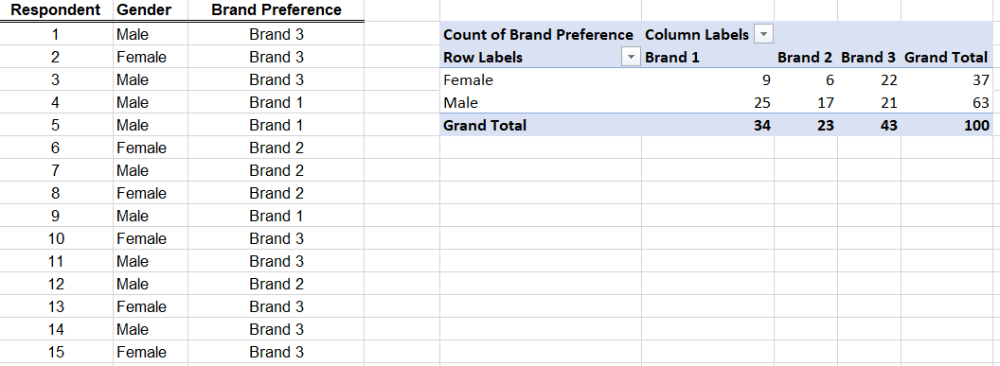 Respondent Gender Brand Preference
1 Male Brand 3
2 Female Brand 3
3 Male Brand 3
4 Male Brand 1
5 Male Brand 1
6 Female Brand 2
7 Male Brand 2
8 Female Brand 2
9 Male Brand 1
10 Female Brand 3
11 Male Brand 3
12 Male Brand 2
13 Female Brand 3
14 Male Brand 3
15 Female Brand 3
Count of Brand Preference Column Labels
Row Labels Brand 1 Brand 2 Brand 3 Grand Total
Female 9 6 22 37
Male 25 17 21 63
Grand Total 34 23 43 100